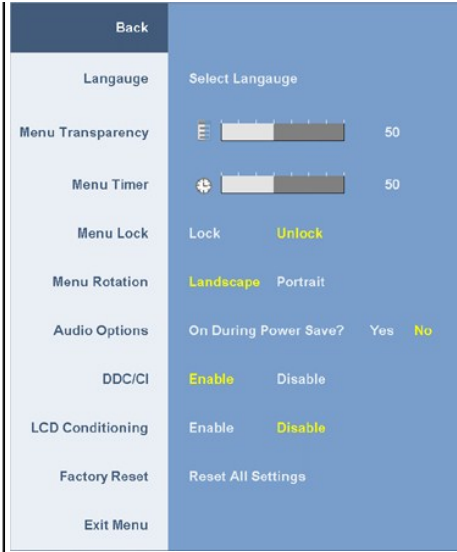 Back
Langauge Select Langauge
Menu Transparency 50
Menu Timer 50
Menu Lock Lock Unlock
Menu Rotation Landscape Portrait
Audio Options On During Power Save? Yes No
DDC/CI Enable Disable
LCD Conditioning Enable Disable
Factory Reset Reset All Settings
Exit Menu